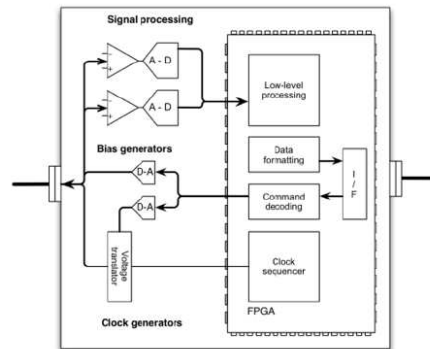 Signal processing
A - D
Low-level
processing
A - D
Bias generators
Data
formatting
D-A
I
/
F
Command
decoding
D-A
Voltage
translator
Clock
sequencer
FPGA
Clock generators